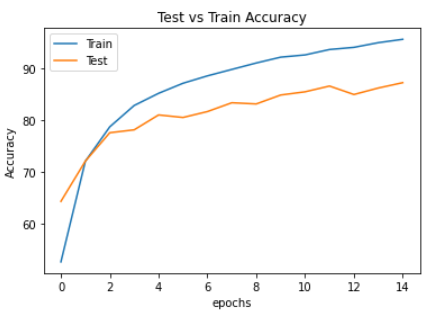 Test vs Train Accuracy
Train
Test
Accuracy
90
80
70
60
0 2 4 6 8 10 12 14
epochs